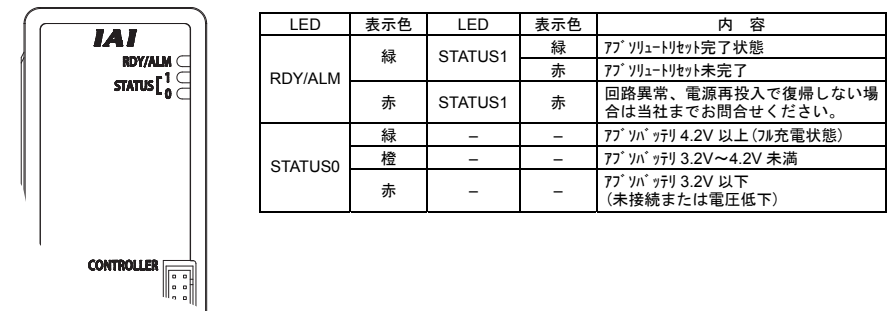 IAI
RDY/ALM
STATUS 1
0
CONTROLLER
LED 表示色 LED 表示色 内 容
RDY/ALM 緑 STATUS1 緑 ｱﾌﾞｿﾘｭｰﾄﾘｾｯﾄ完了状態
赤 ｱﾌﾞｿﾘｭｰﾄﾘｾｯﾄ未完了
赤 STATUS1 赤 回路異常、電源再投入で復帰しない場
合は当社までお問合せください。
STATUS0 緑 – – ｱﾌﾞｿﾊﾞｯﾃﾘ 4.2V 以上(ﾌﾙ充電状態)
橙 – – ｱﾌﾞｿﾊﾞｯﾃﾘ 3.2V～4.2V 未満
赤 – – ｱﾌﾞｿﾊﾞｯﾃﾘ 3.2V 以下
(未接続または電圧低下)